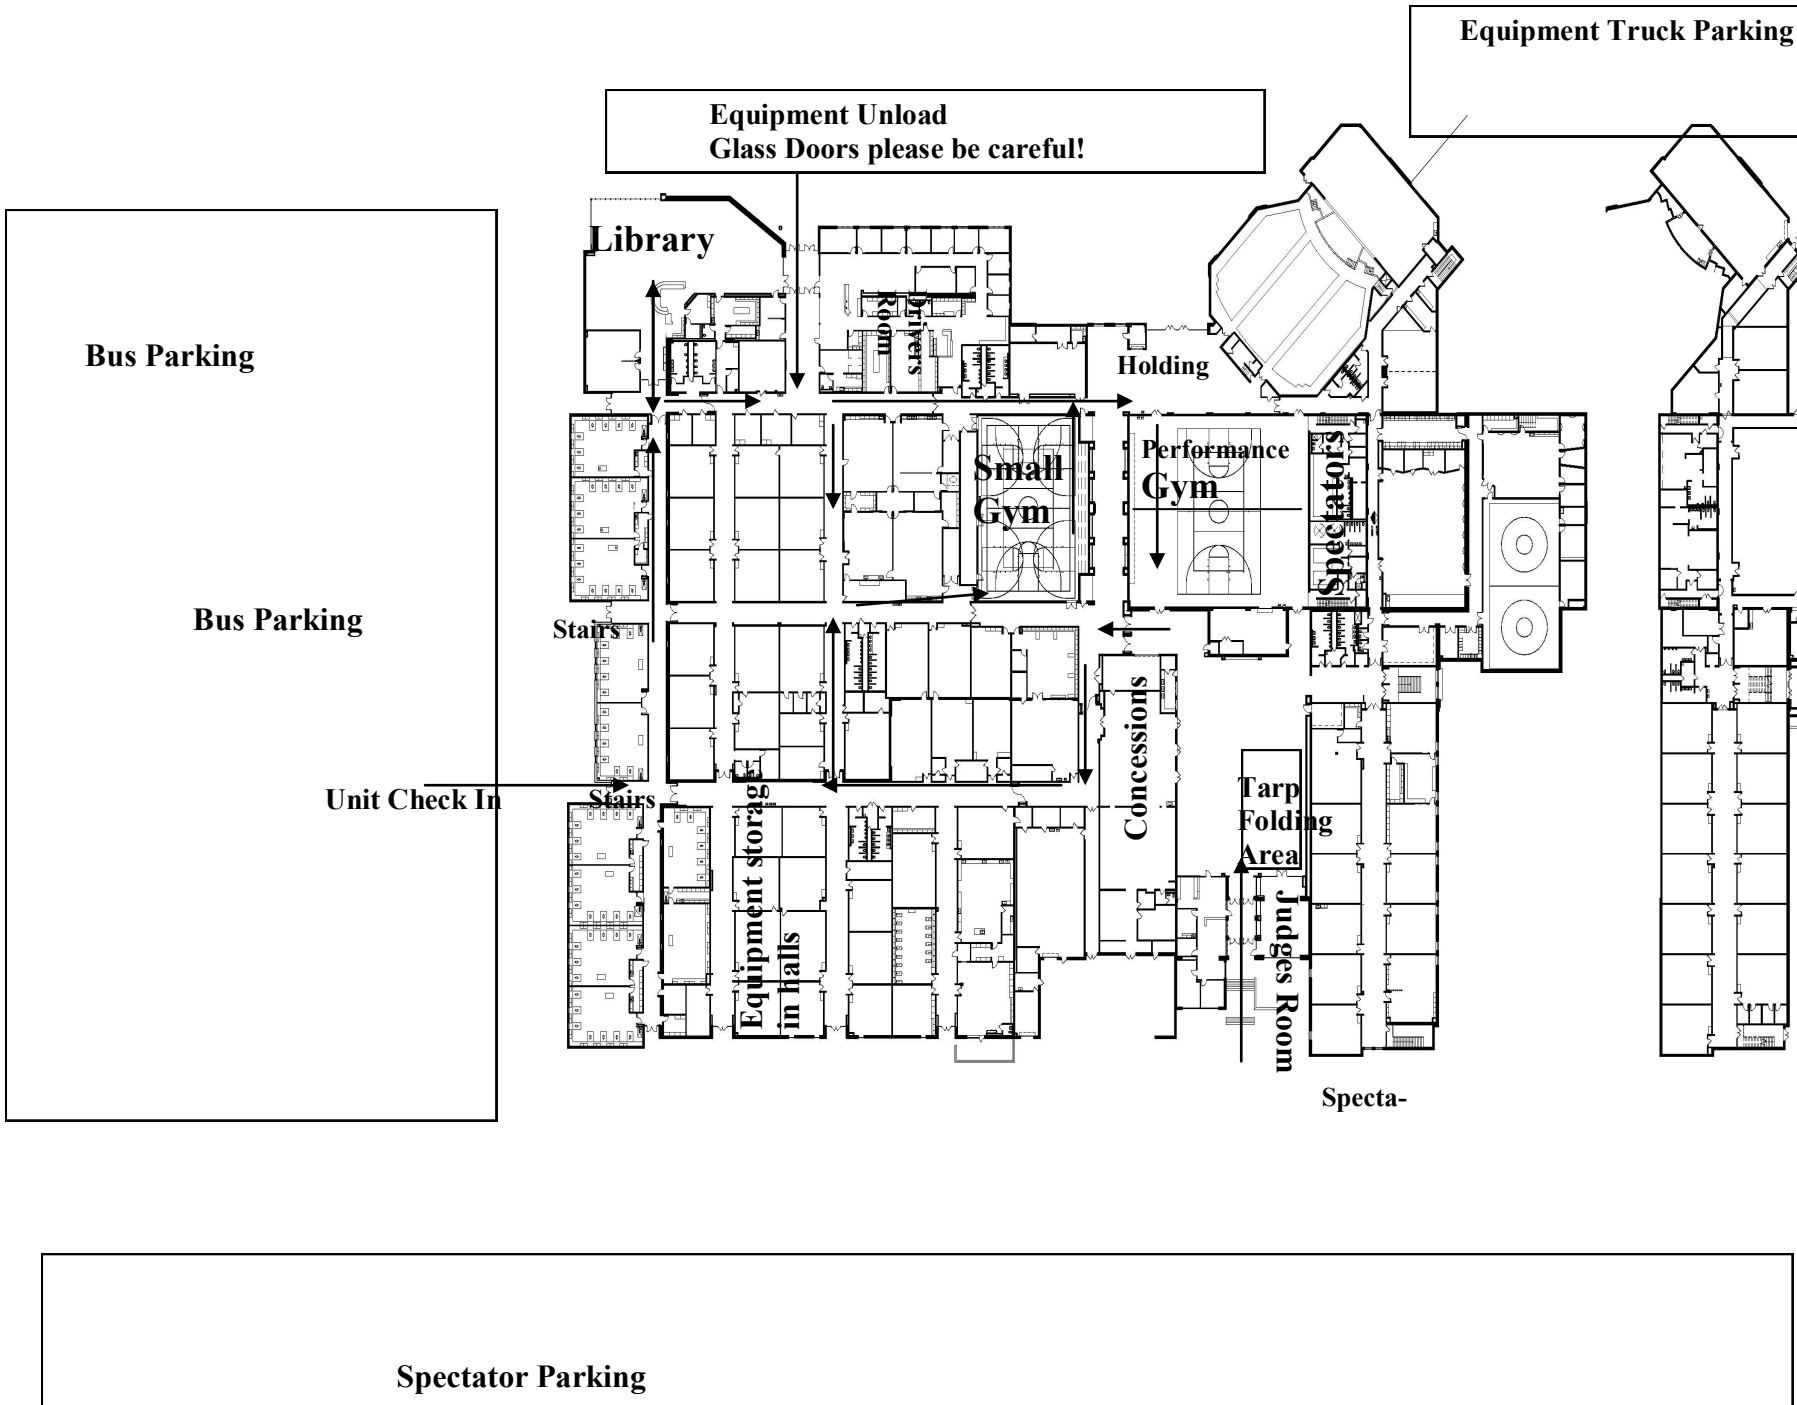 Equipment Truck Parking
Equipment Unload
Glass Doors please be careful!
Library
Drivers
Room
Bus Parking
Holding
Performance
Gym
Small
Gym
Spectators
Bus Parking
Stairs
Concessions
Unit Check In
Stairs
Tarp
Folding
Area
Equipment storage
in halls
Judges Room
Specta-
Spectator Parking